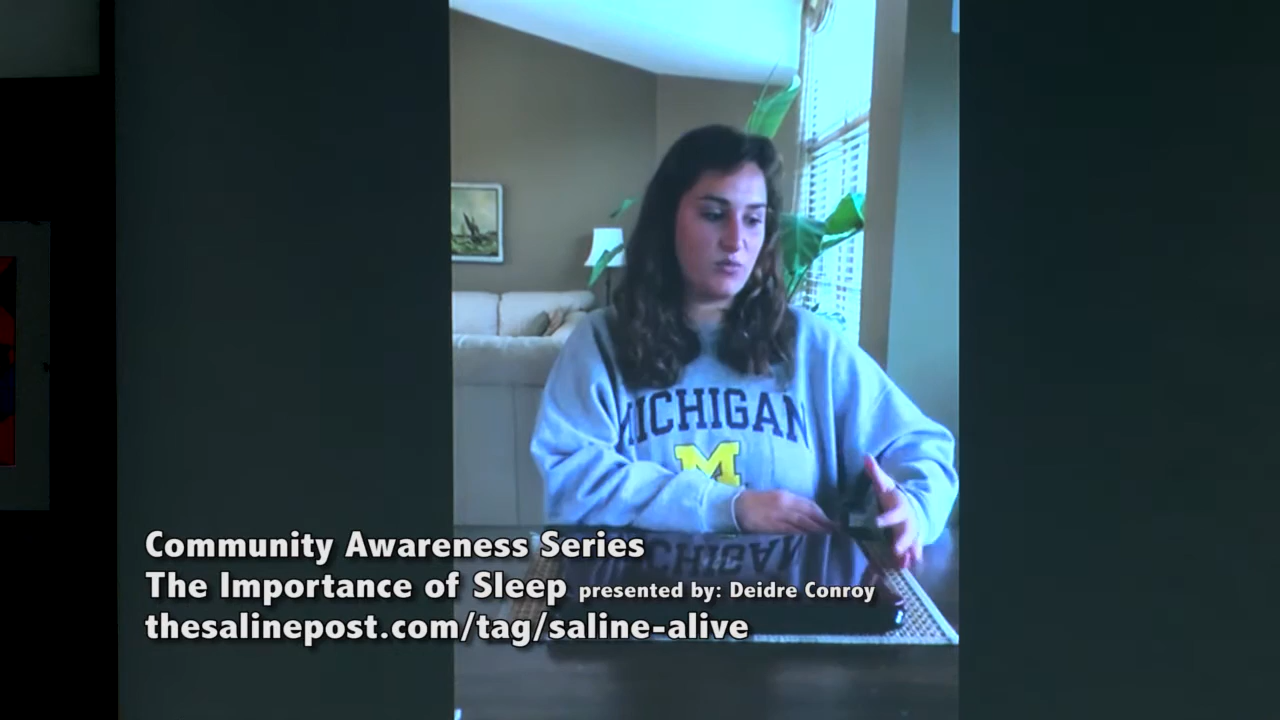 MICHIGAN
M
Community Awareness Series
The Importance of Sleep presented by: Deidre Conroy
thesalinepost.com/tag/saline-alive